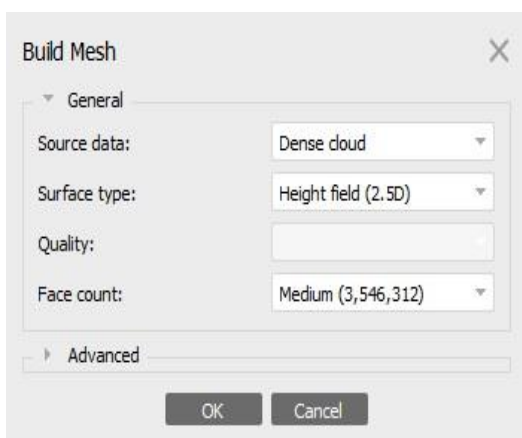 Build Mesh
General
Source data: Dense cloud
Surface type: Height field (2.5D)
Quality:
Face count: Medium (3,546,312)
Advanced
OK Cancel